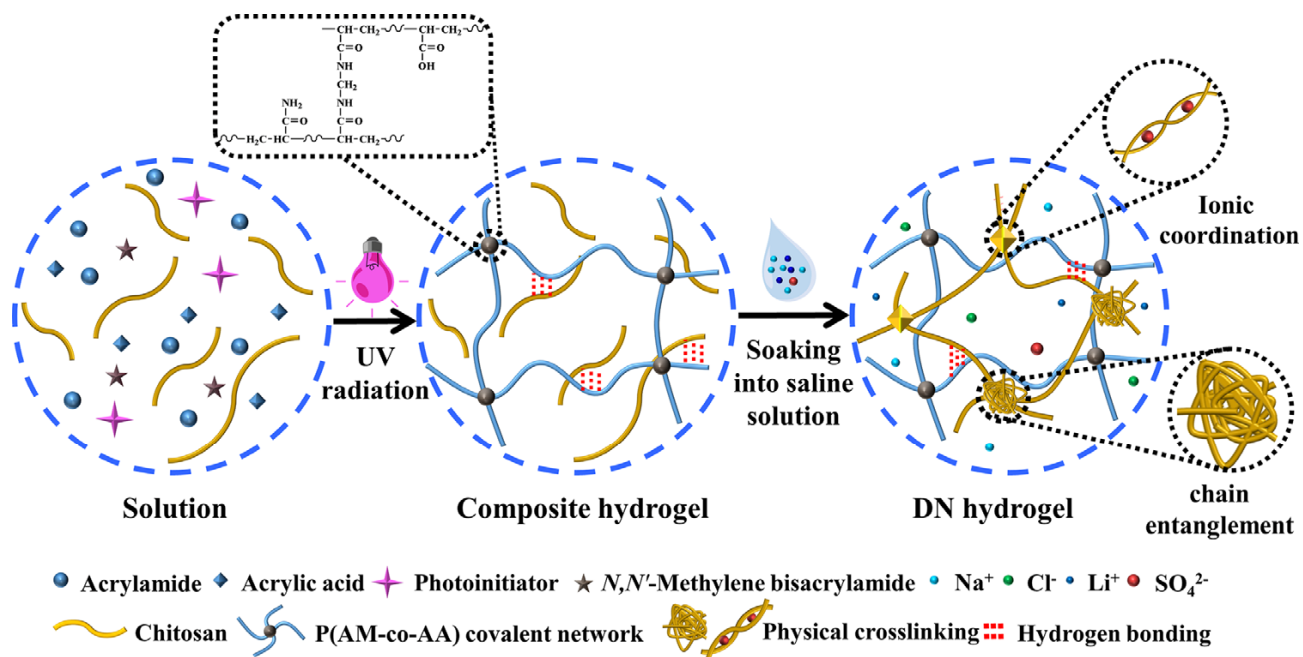 —CH—CH₂ CH—CH₂
C=O C=O
NH OH
CH₂
NH₂ NH
C=O C=O
H₂C—HC CH—CH₂
Ionic
coordination
UV
radiation
Soaking
into saline
solution
Solution
Composite hydrogel
DN hydrogel
chain
entanglement
Acrylamide Acrylic acid Photoinitiator N,N'-Methylene bisacrylamide Na⁺ Cl⁻ Li⁺ SO₄²⁻
Chitosan P(AM-co-AA) covalent network Physical crosslinking Hydrogen bonding